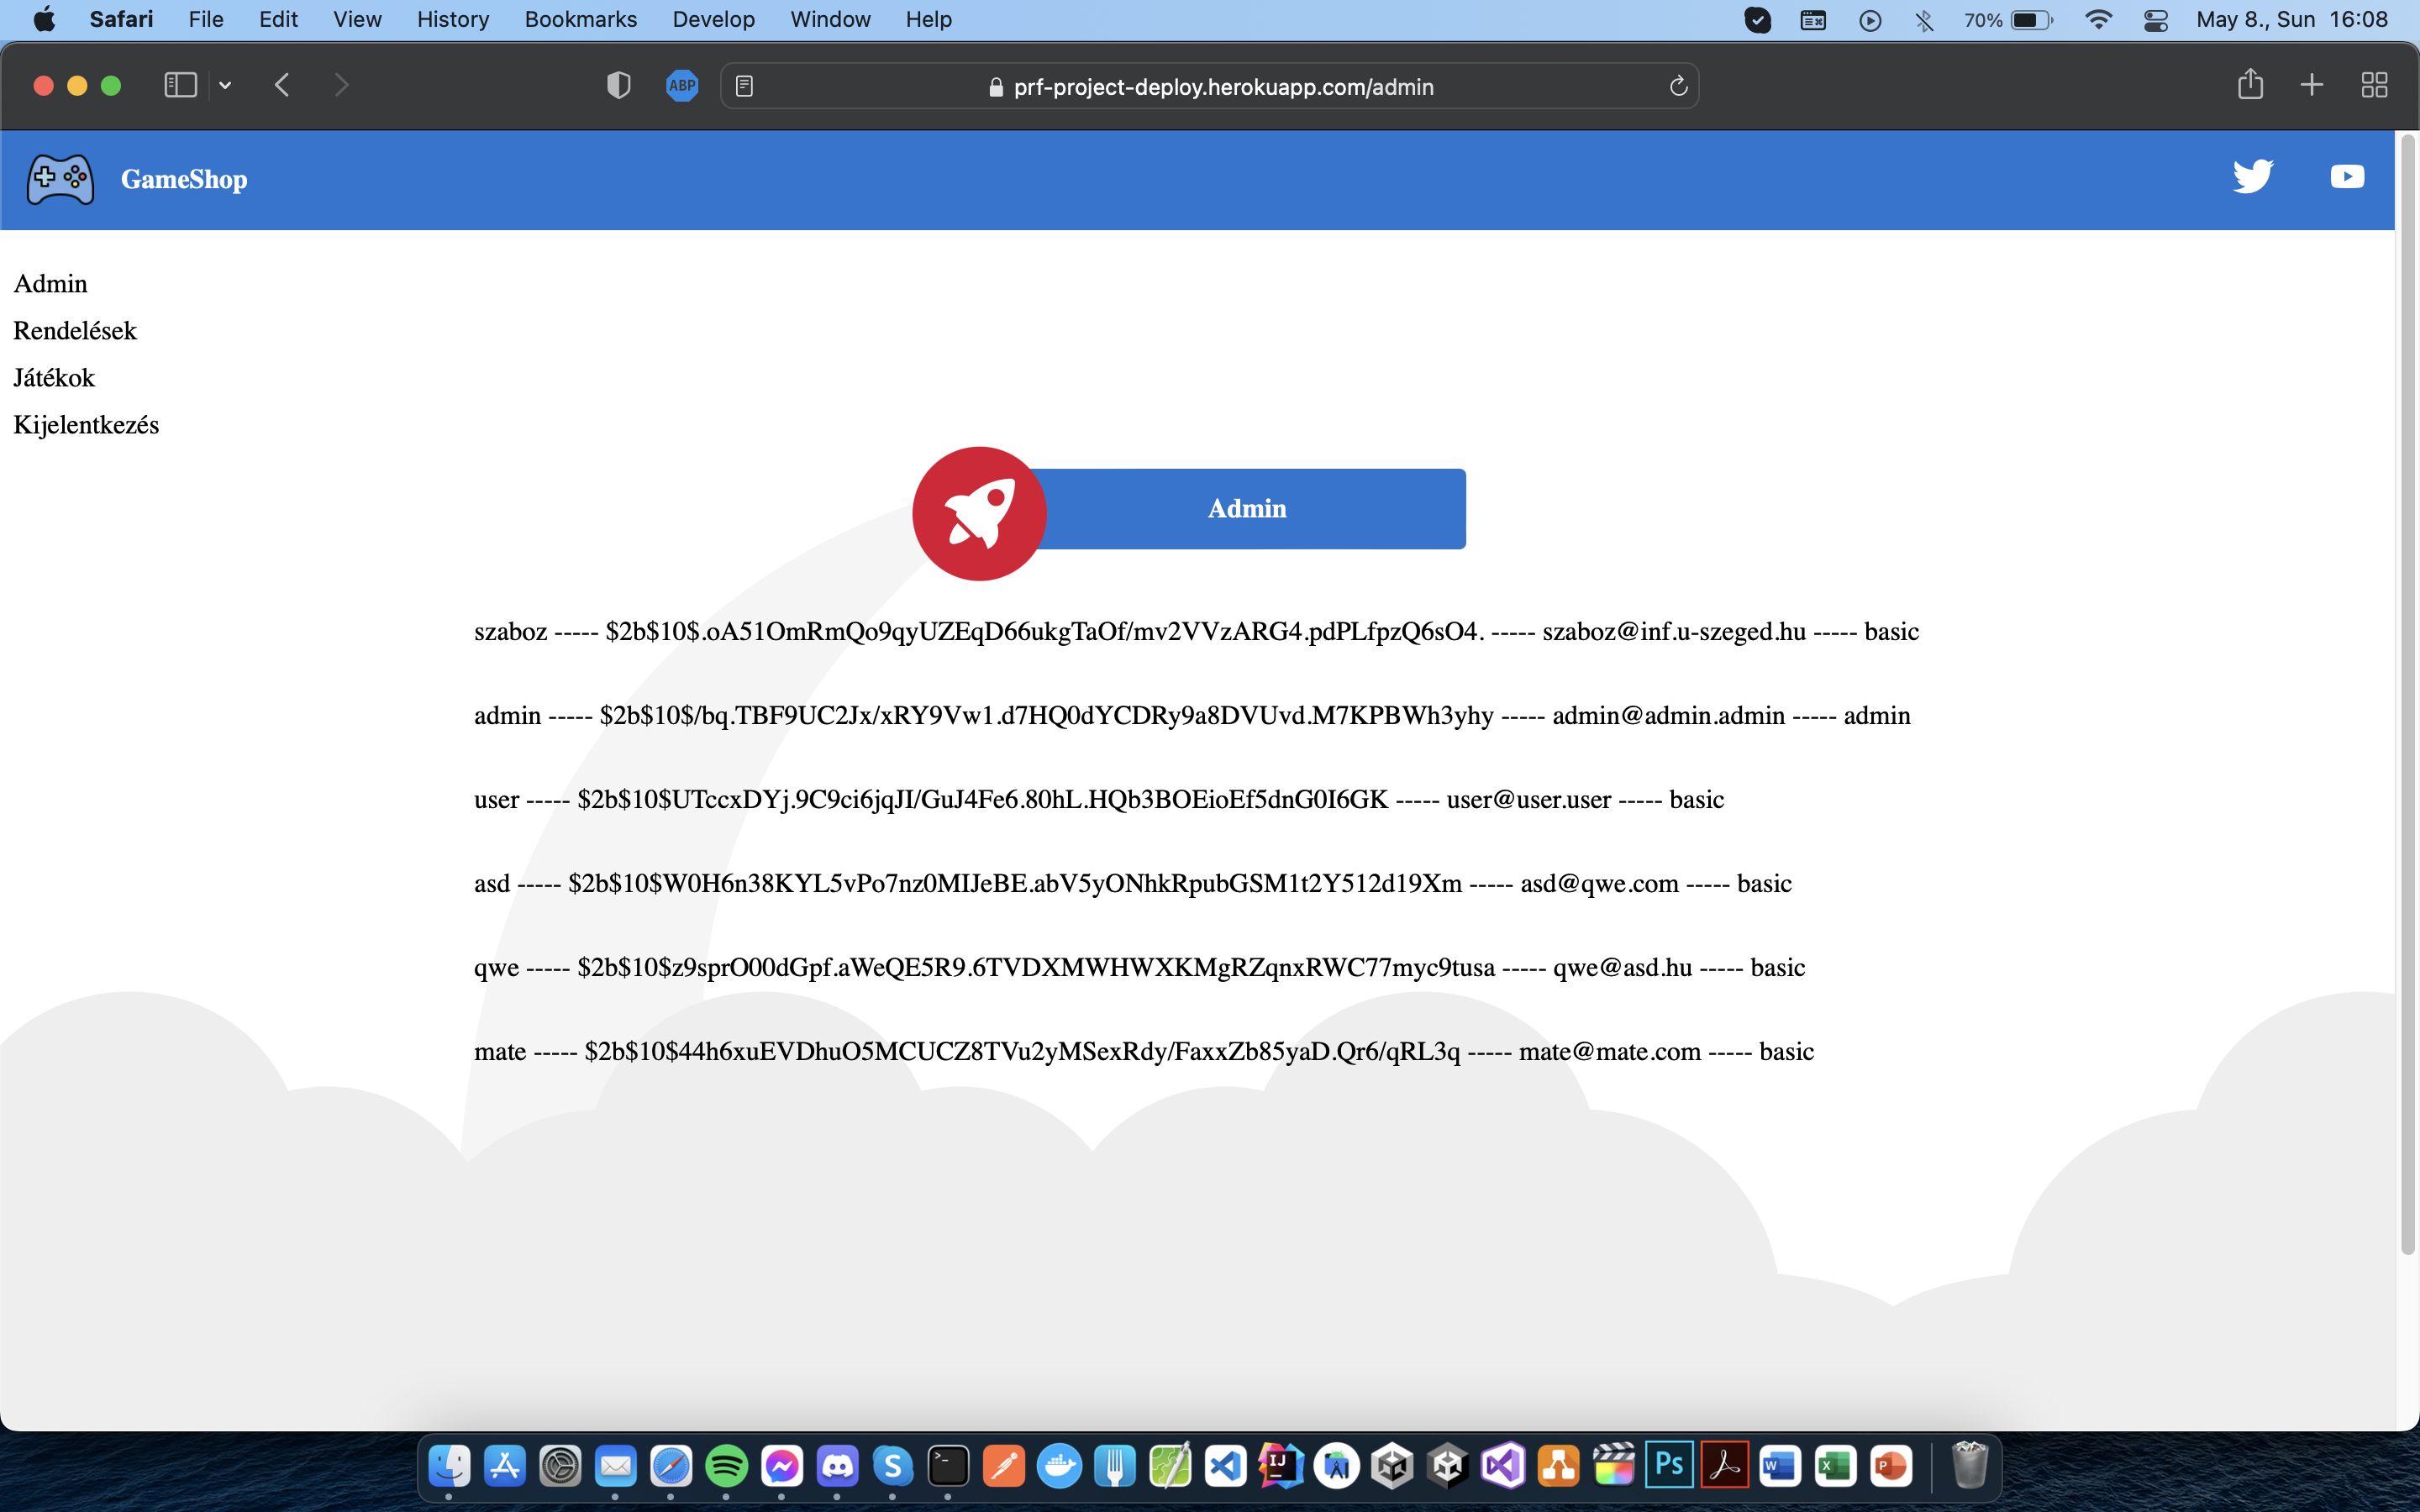 Safari File Edit View History Bookmarks Develop Window Help 70% May 8., Sun 16:08
ABP prf-project-deploy.herokuapp.com/admin
GameShop
Admin
Rendelések
Játékok
Kijelentkezés
Admin
szaboz ----- $2b$10$.oA51OmRmQo9qyUZEqD66ukgTaOf/mv2VVzARG4.pdPLfpzQ6sO4. ----- szaboz@inf.u-szeged.hu ----- basic
admin ----- $2b$10$/bq.TBF9UC2Jx/xRY9Vw1.d7HQ0dYCDRy9a8DVUvd.M7KPBWh3yhy ----- admin@admin.admin ----- admin
user ----- $2b$10$UTccxDYj.9C9ci6jqJI/GuJ4Fe6.80hL.HQb3BOEioEf5dnG0I6GK ----- user@user.user ----- basic
asd ----- $2b$10$W0H6n38KYL5vPo7nz0MIJeBE.abV5yONhkRpubGSM1t2Y512d19Xm ----- asd@qwe.com ----- basic
qwe ----- $2b$10$z9sprO00dGpf.aWeQE5R9.6TVDXMWHWXKMgRZqnxRWC77myc9tusa ----- qwe@asd.hu ----- basic
mate ----- $2b$10$44h6xuEVDhuO5MCUCZ8TVu2yMSexRdy/FaxxZb85yaD.Qr6/qRL3q ----- mate@mate.com ----- basic
S IJ Ps W X P